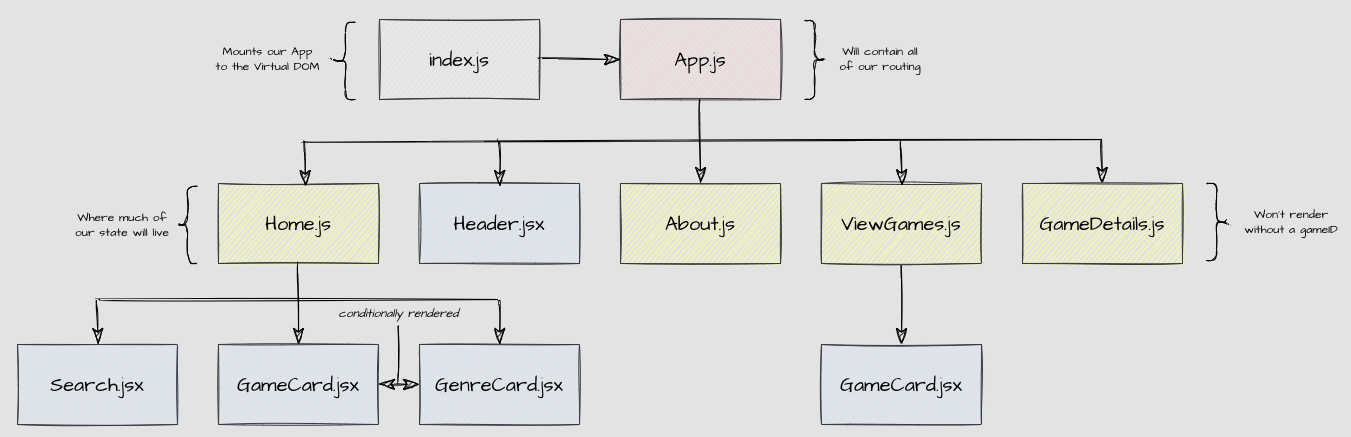 Mounts our App
to the Virtual DOM
index.js
App.js
Will contain all
of our routing
Where much of
our state will live
Home.js
Header.jsx
About.js
ViewGames.js
GameDetails.js
Won't render
without a gameID
conditionally rendered
Search.jsx
GameCard.jsx
GenreCard.jsx
GameCard.jsx